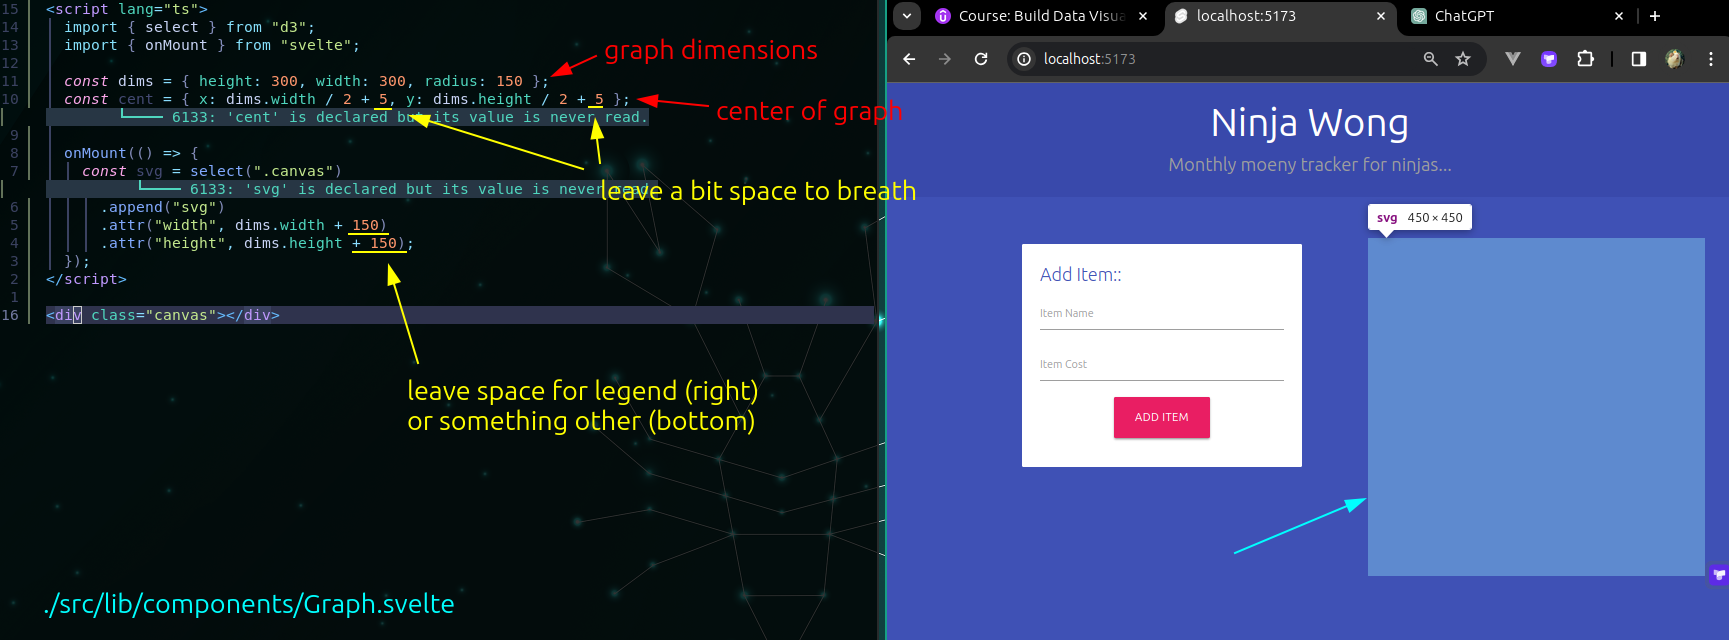 15 <script lang="ts">
14 import { select } from "d3";
13 import { onMount } from "svelte";
12
11 const dims = { height: 300, width: 300, radius: 150 };
10 const cent = { x: dims.width / 2 + 5, y: dims.height / 2 + 5 };
6133: 'cent' is declared but its value is never read.
9
8 onMount(() => {
7 const svg = select(".canvas")
6133: 'svg' is declared but its value is never read.
6 .append("svg")
5 .attr("width", dims.width + 150)
4 .attr("height", dims.height + 150);
3 });
2 </script>
1
16 <div class="canvas"></div>
graph dimensions
center of graph
leave a bit space to breath
leave space for legend (right)
or something other (bottom)
./src/lib/components/Graph.svelte
Course: Build Data Visua
localhost:5173
ChatGPT
localhost:5173
Ninja Wong
Monthly moeny tracker for ninjas...
svg 450 × 450
Add Item::
Item Name
Item Cost
ADD ITEM